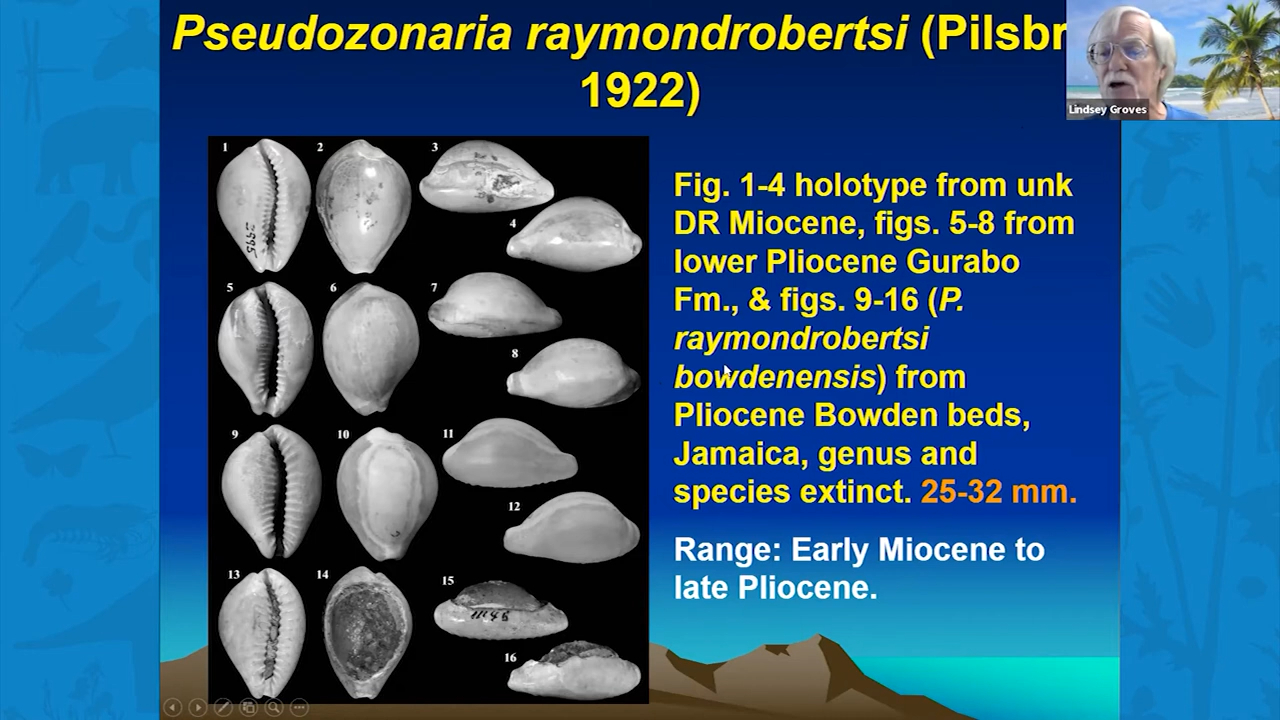 Pseudozonaria raymondrobertsi (Pilsbr
1922)
Lindsey Groves
1
2
3
4
5
6
7
8
9
10
11
12
13
14
15
16
Fig. 1-4 holotype from unk
DR Miocene, figs. 5-8 from
lower Pliocene Gurabo
Fm., & figs. 9-16 (P.
raymondrobertsi
bowdenensis) from
Pliocene Bowden beds,
Jamaica, genus and
species extinct. 25-32 mm.
Range: Early Miocene to
late Pliocene.